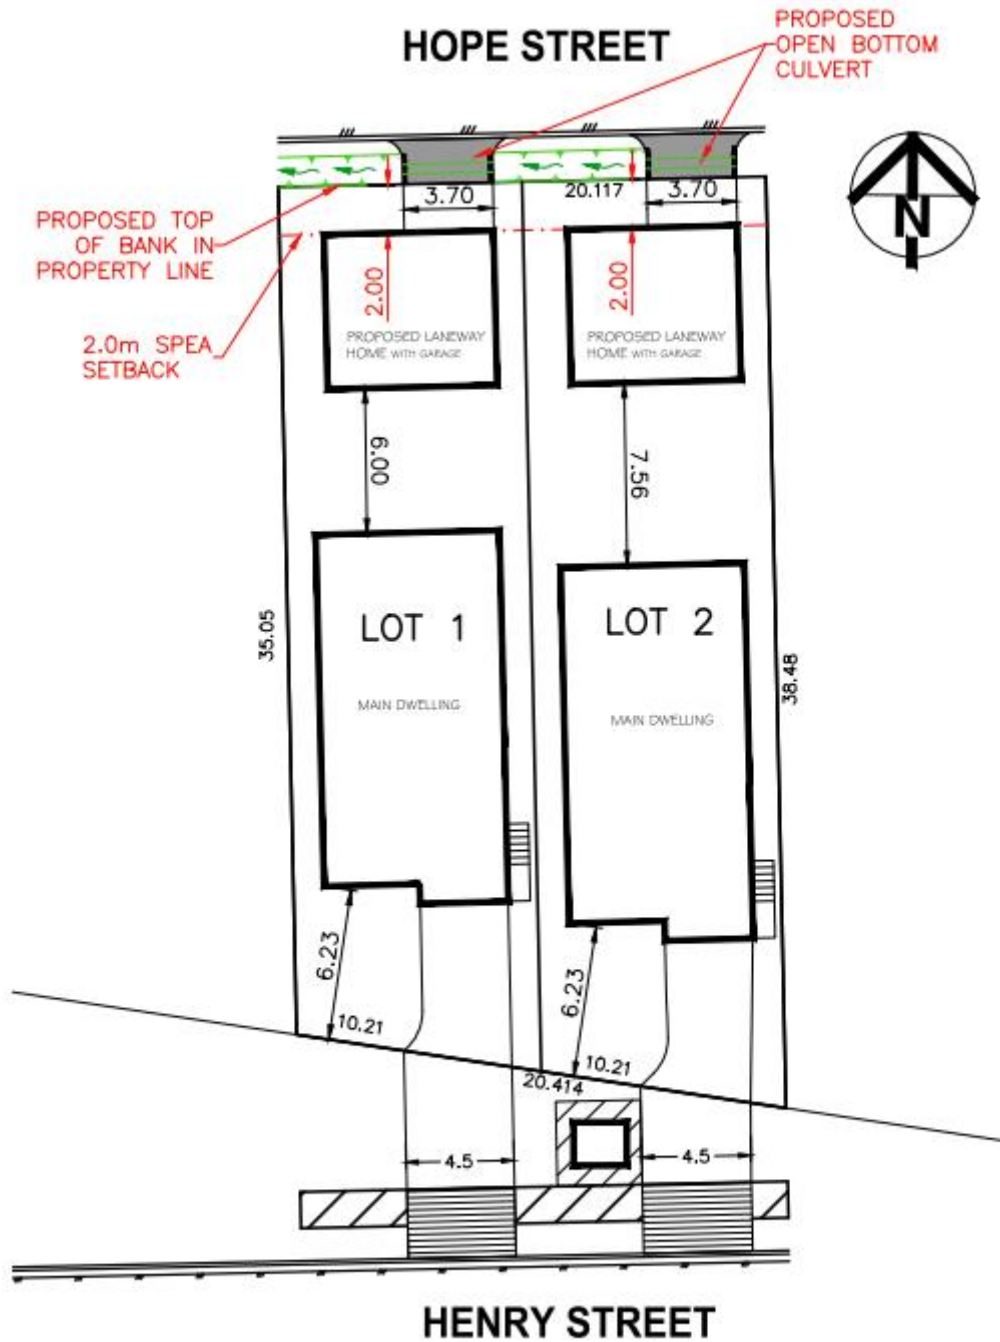 HOPE STREET
PROPOSED
OPEN BOTTOM
CULVERT
3.70
20.117
3.70
N
PROPOSED TOP
OF BANK IN
PROPERTY LINE
2.0m SPEA
SETBACK
2.00
2.00
PROPOSED LANEWAY
HOME WITH GARAGE
PROPOSED LANEWAY
HOME WITH GARAGE
6.00
7.56
LOT 1
LOT 2
35.05
38.48
MAIN DWELLING
MAIN DWELLING
6.23
6.23
10.21
10.21
20.414
4.5
4.5
HENRY STREET